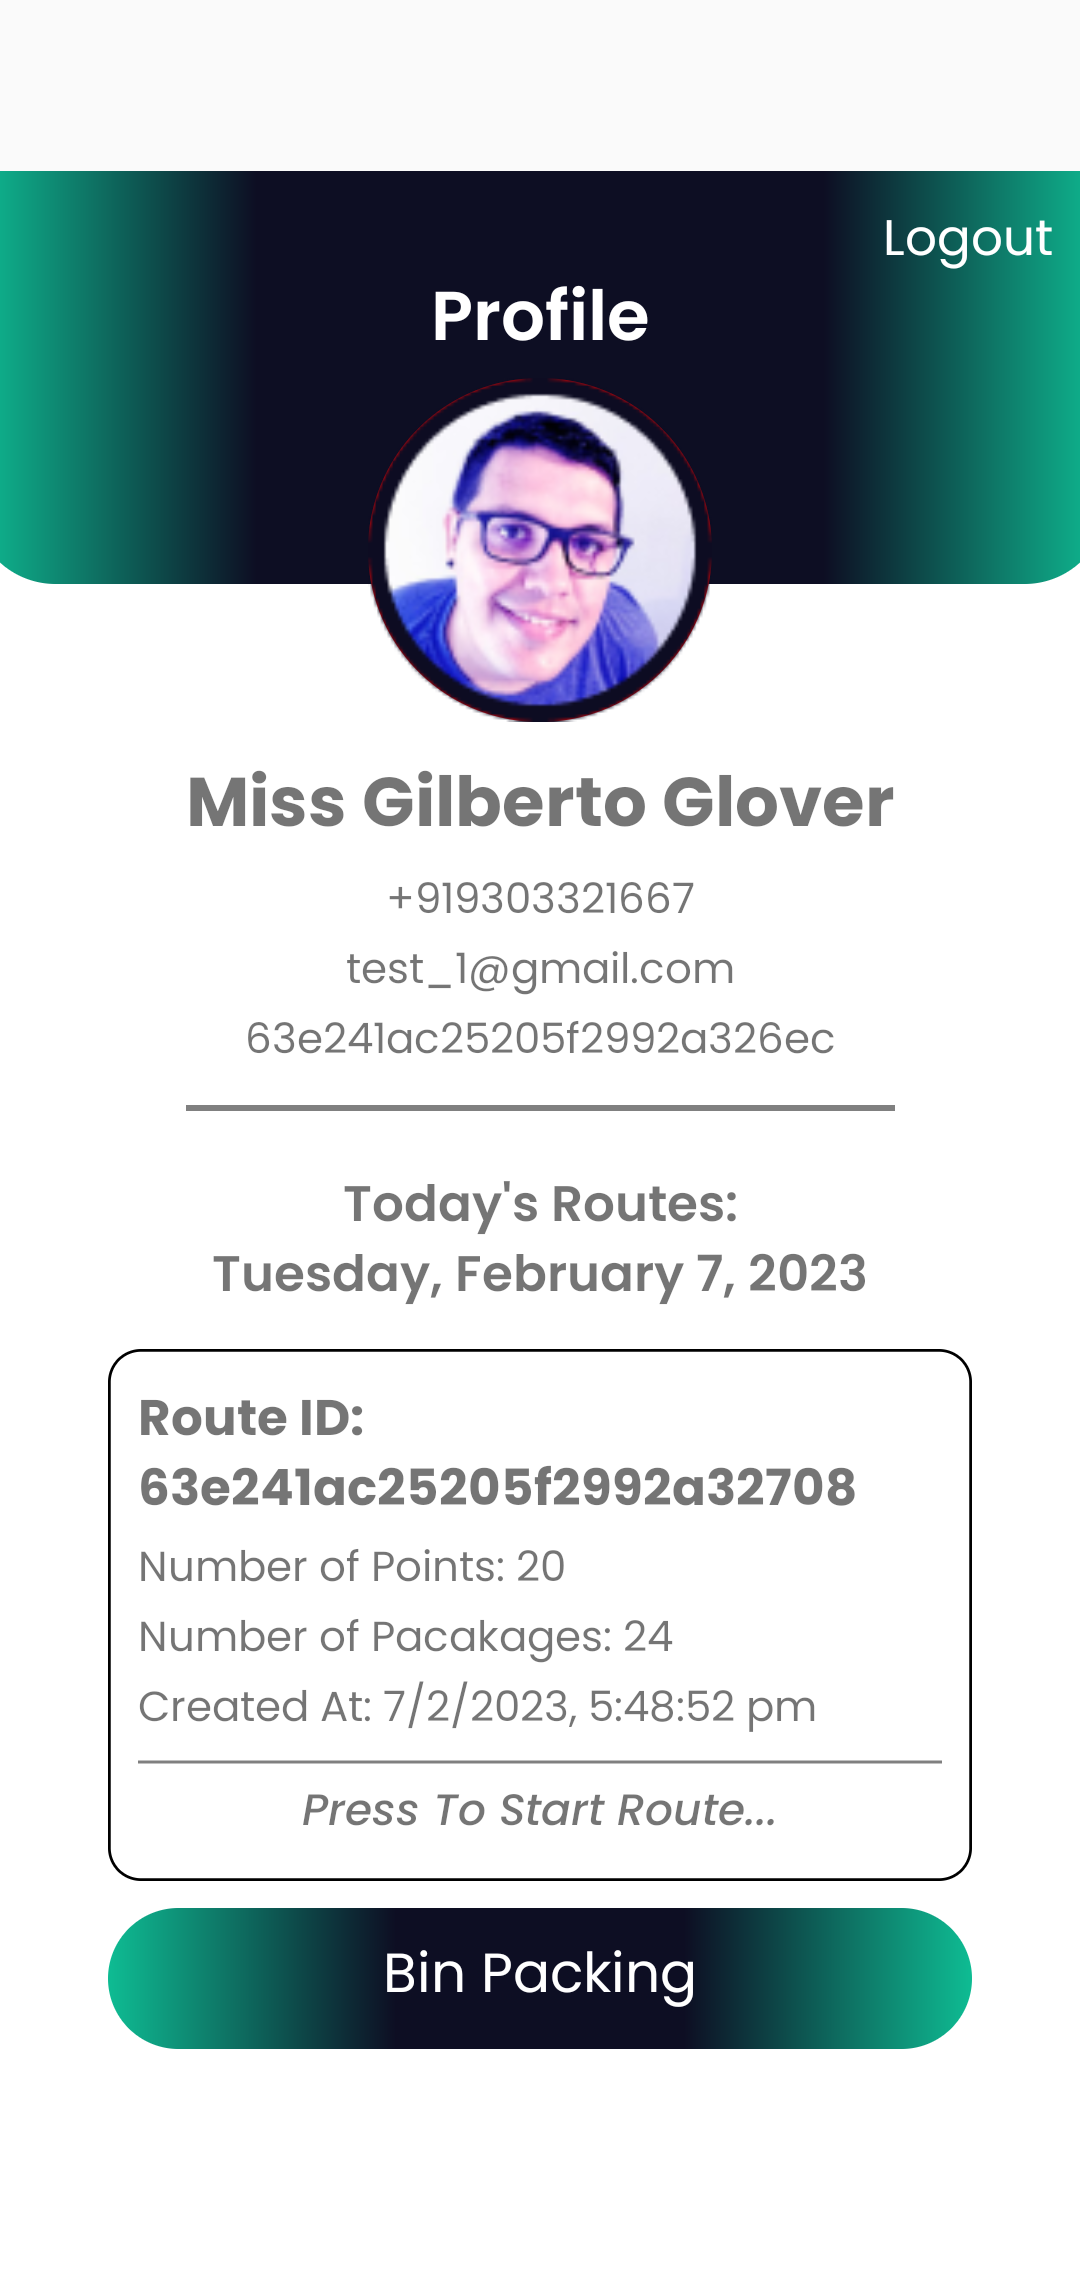 Logout
Profile
Miss Gilberto Glover
+919303321667
test_1@gmail.com
63e241ac25205f2992a326ec
Today's Routes:
Tuesday, February 7, 2023
Route ID:
63e241ac25205f2992a32708
Number of Points: 20
Number of Pacakages: 24
Created At: 7/2/2023, 5:48:52 pm
Press To Start Route...
Bin Packing